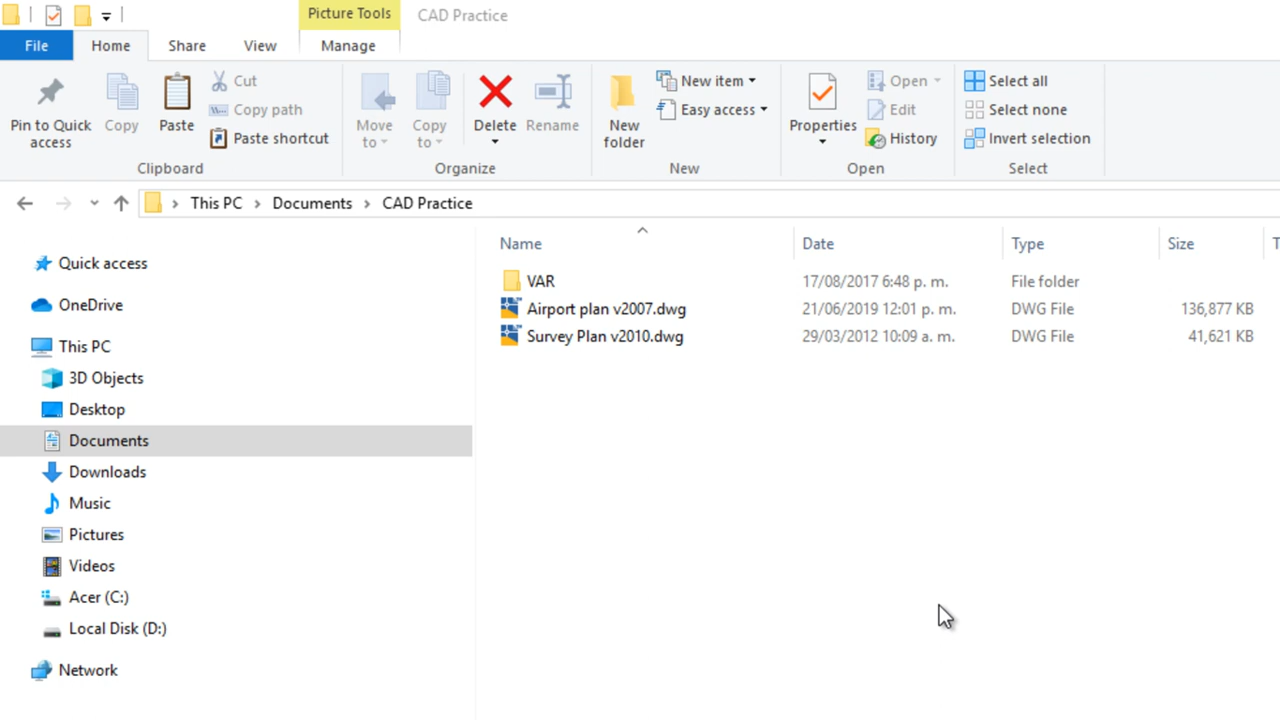 Picture Tools
CAD Practice
File
Home
Share
View
Manage
Pin to Quick
access
Copy
Paste
Cut
Copy path
Paste shortcut
Clipboard
Move
to
Copy
to
Delete
Rename
Organize
New
folder
New item
Easy access
New
Properties
Open
Edit
History
Open
Select all
Select none
Invert selection
Select
This PC > Documents > CAD Practice
Quick access
OneDrive
This PC
3D Objects
Desktop
Documents
Downloads
Music
Pictures
Videos
Acer (C:)
Local Disk (D:)
Network
Name Date Type Size T
VAR 17/08/2017 6:48 p. m. File folder
Airport plan v2007.dwg 21/06/2019 12:01 p. m. DWG File 136,877 KB
Survey Plan v2010.dwg 29/03/2012 10:09 a. m. DWG File 41,621 KB